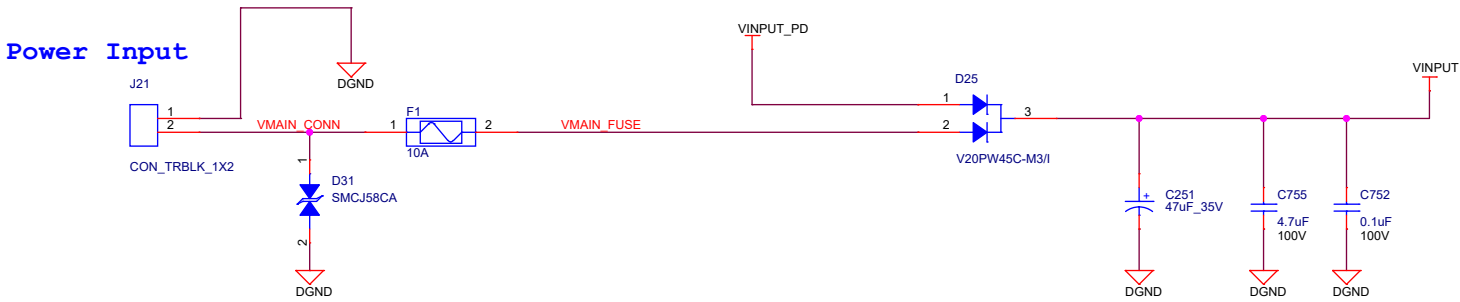 Power Input
J21
1
2
CON_TRBLK_1X2
DGND
VMAIN_CONN
1
D31
SMCJ58CA
2
DGND
F1
1
2
10A
VMAIN_FUSE
VINPUT_PD
D25
1
2
3
V20PW45C-M3/I
VINPUT
+
C251
47uF_35V
DGND
C755
4.7uF
100V
DGND
C752
0.1uF
100V
DGND